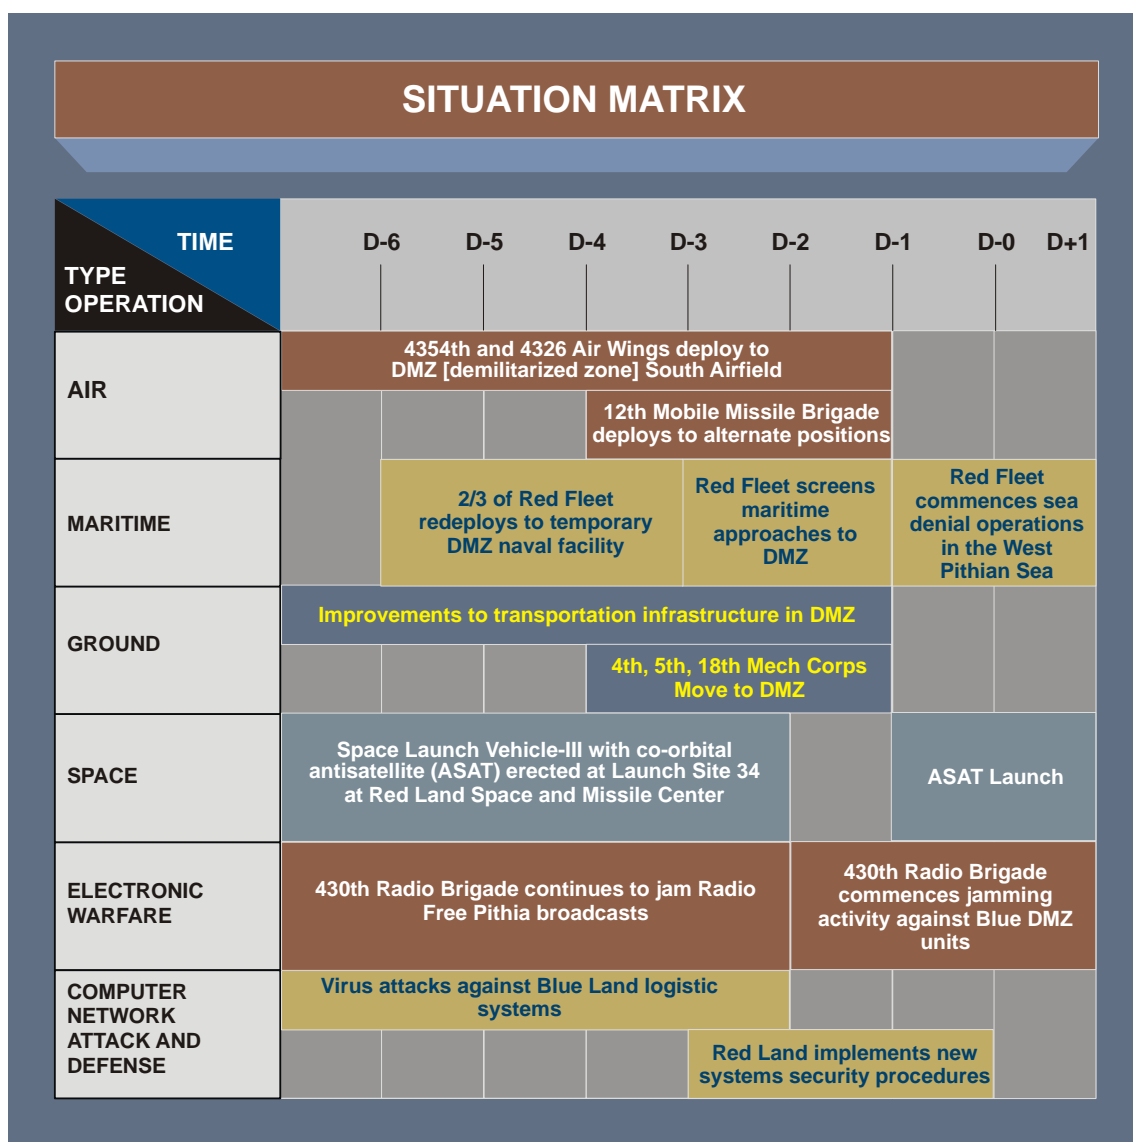 SITUATION MATRIX
TIME
TYPE
OPERATION
D-6
D-5
D-4
D-3
D-2
D-1
D-0
D+1
AIR
4354th and 4326 Air Wings deploy to
DMZ [demilitarized zone] South Airfield
12th Mobile Missile Brigade
deploys to alternate positions
MARITIME
2/3 of Red Fleet
redeploys to temporary
DMZ naval facility
Red Fleet screens
maritime
approaches to
DMZ
Red Fleet
commences sea
denial operations
in the West
Pithian Sea
GROUND
Improvements to transportation infrastructure in DMZ
4th, 5th, 18th Mech Corps
Move to DMZ
SPACE
Space Launch Vehicle-III with co-orbital
antisatellite (ASAT) erected at Launch Site 34
at Red Land Space and Missile Center
ASAT Launch
ELECTRONIC
WARFARE
430th Radio Brigade continues to jam Radio
Free Pithia broadcasts
430th Radio Brigade
commences jamming
activity against Blue DMZ
units
COMPUTER
NETWORK
ATTACK AND
DEFENSE
Virus attacks against Blue Land logistic
systems
Red Land implements new
systems security procedures